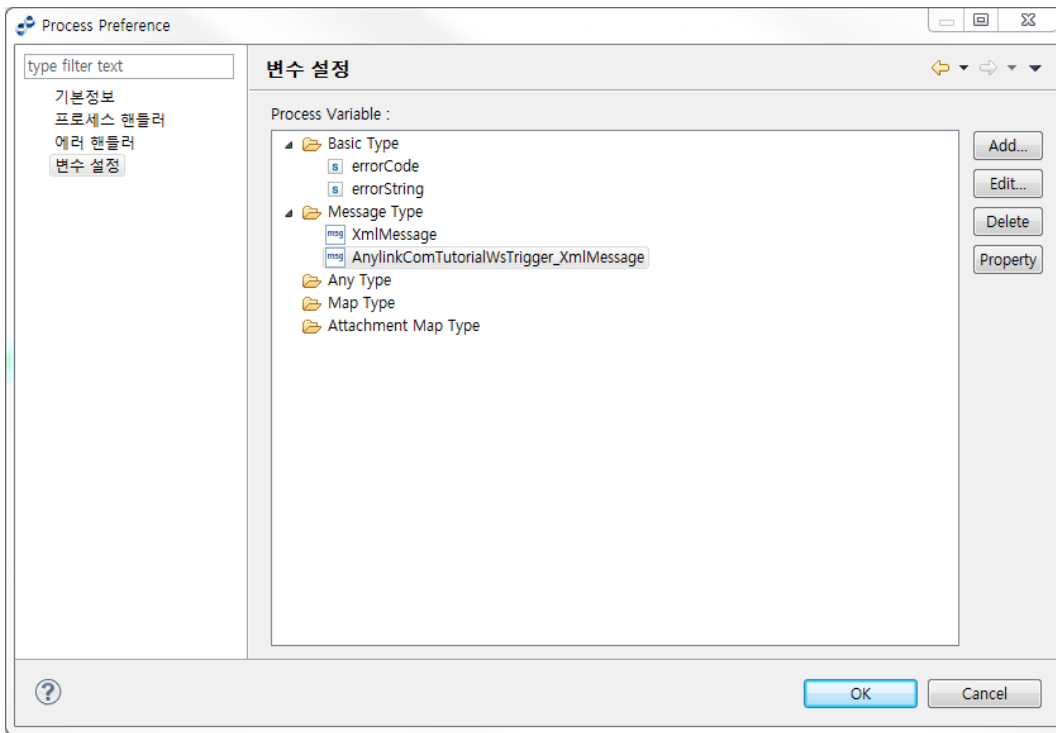 Process Preference
type filter text
기본정보
프로세스 핸들러
에러 핸들러
변수 설정
변수 설정
Process Variable :
Basic Type
s errorCode
s errorString
Message Type
msg XmlMessage
msg AnylinkComTutorialWsTrigger_XmlMessage
Any Type
Map Type
Attachment Map Type
Add...
Edit...
Delete
Property
?
OK
Cancel